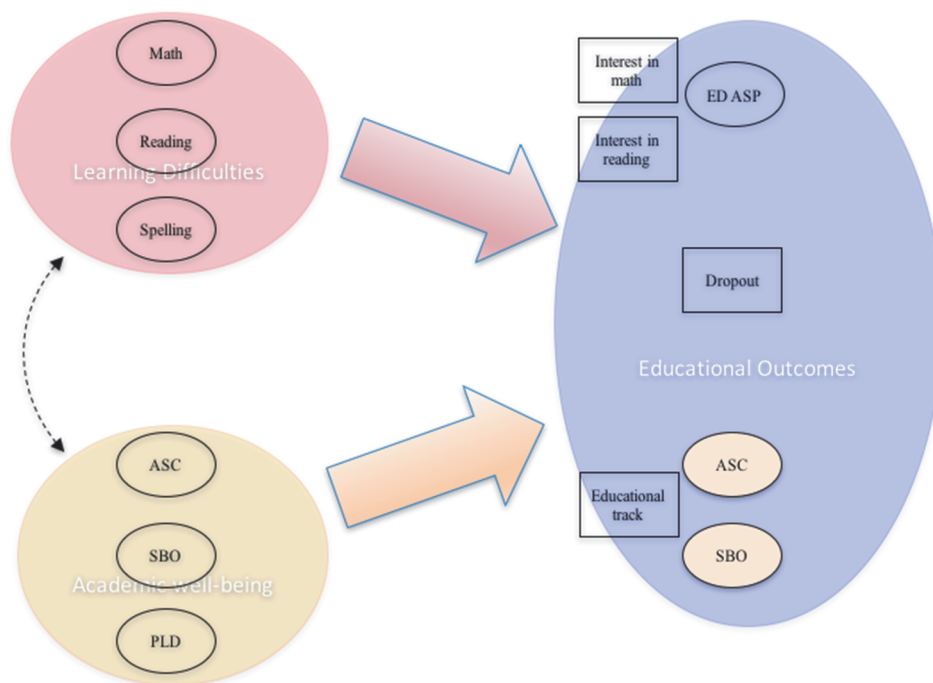 Math
Reading
Learning Difficulties
Spelling
ASC
SBO
Academic well-being
PLD
Interest in
math
ED ASP
Interest in
reading
Dropout
Educational Outcomes
ASC
Educational
track
SBO